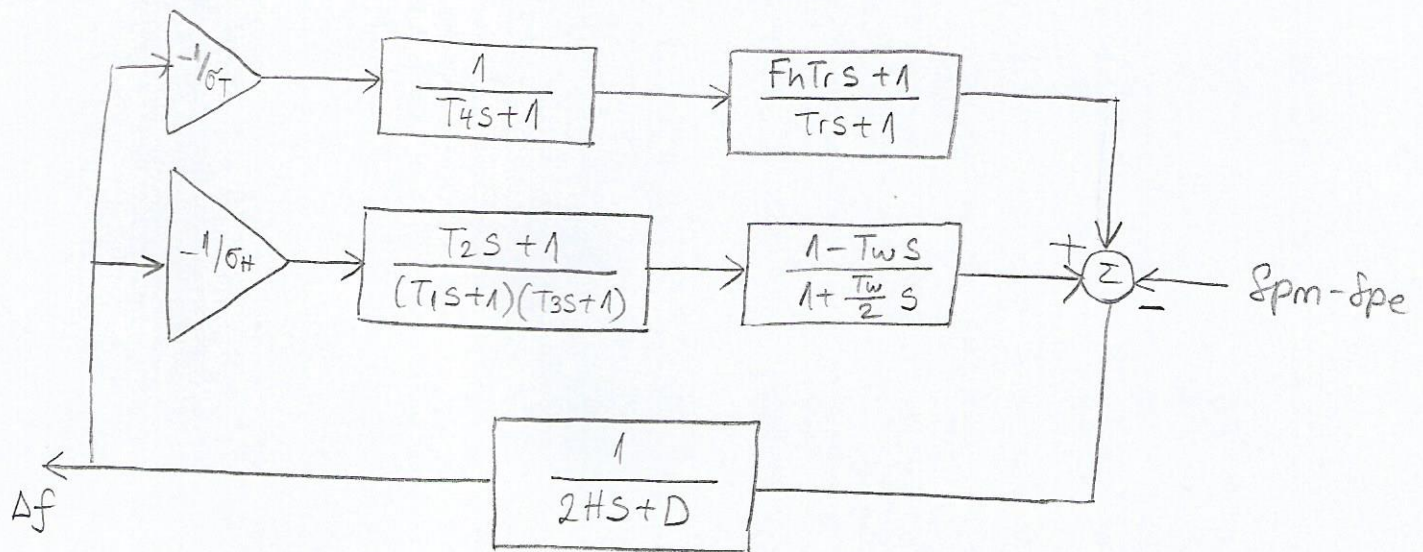 -1/σT
1
T4S+1
FhTrS+1
TrS+1
-1/σH
T2S+1
(T1S+1)(T3S+1)
1-TwS
1+Tw/2 S
+
Σ
-
δpm-δpe
1
2HS+D
Δf